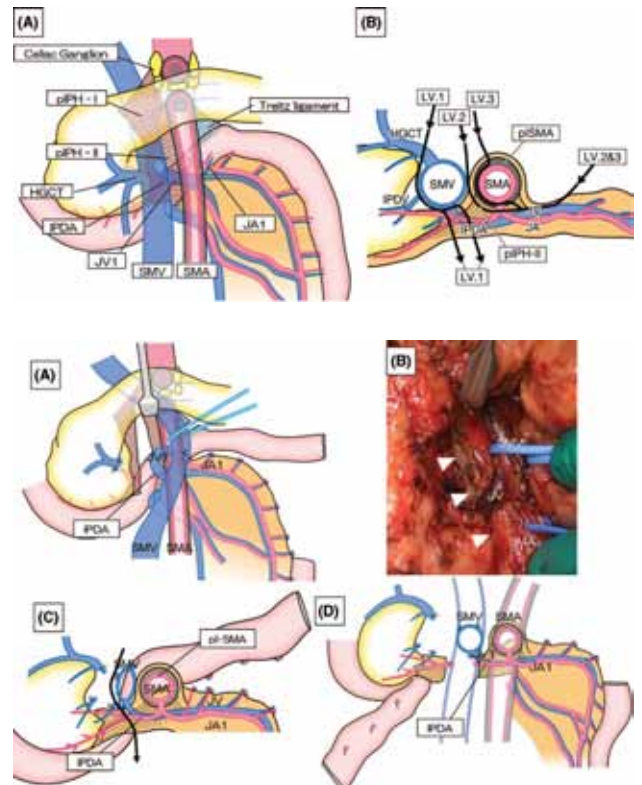 (A)
Celiac Ganglion
plPH - I
Treitz ligament
plPH - II
HGCT
IPDA
JA1
JV1
SMV
SMA
(B)
LV.1
LV.3
LV.2
plSMA
HGCT
LV.2&3
SMV
SMA
IPDV
IPDA
JA
plPH-II
LV.1
(A)
JA1
IPDA
SMV
SMA
(B)
(C)
pl-SMA
SMV
SMA
JA1
IPDA
(D)
SMV
SMA
JA1
IPDA